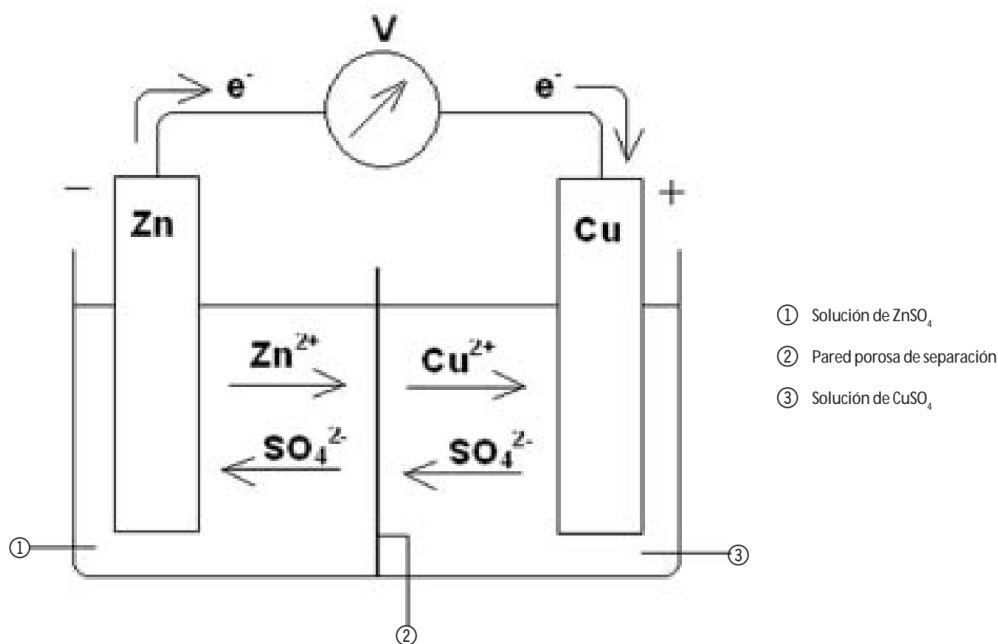 V
e⁻ e⁻
− +
Zn Cu
Zn²⁺ Cu²⁺
SO₄²⁻ SO₄²⁻
① ② ③
① Solución de ZnSO₄
② Pared porosa de separación
③ Solución de CuSO₄